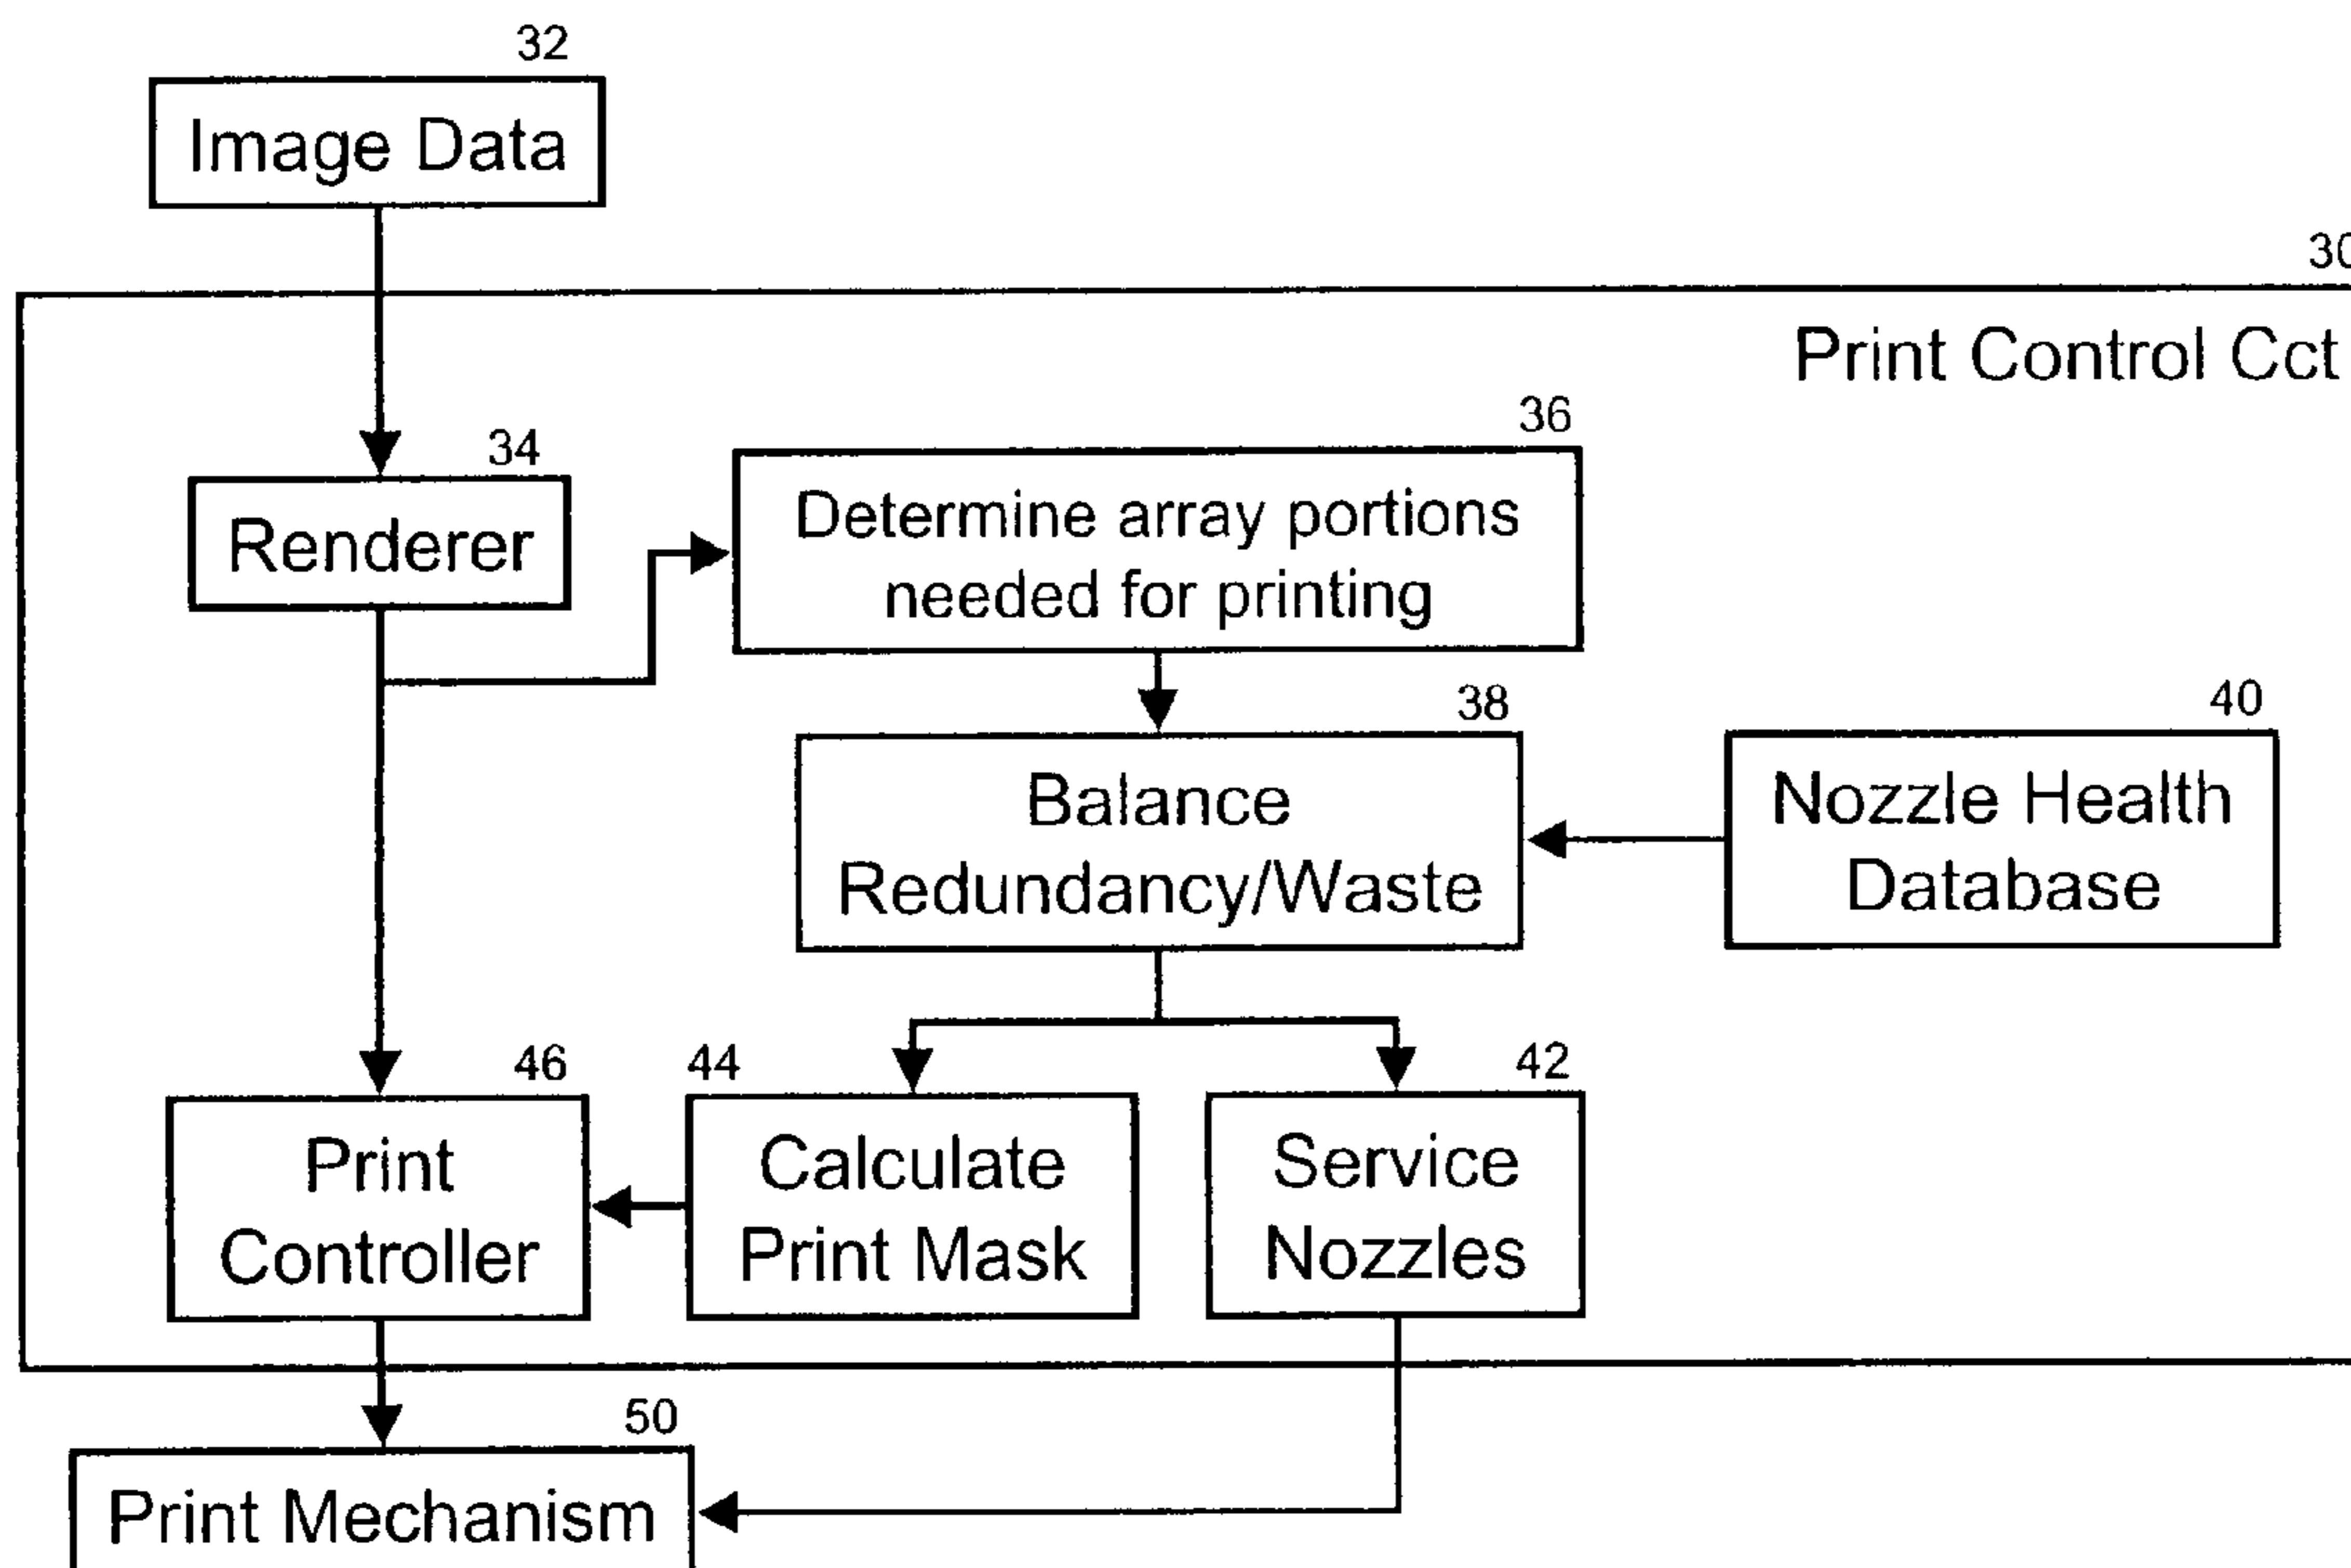 32
Image Data
30
Print Control Cct
34
Renderer
36
Determine array portions
needed for printing
38
Balance
Redundancy/Waste
40
Nozzle Health
Database
46
Print
Controller
44
Calculate
Print Mask
42
Service
Nozzles
50
Print Mechanism